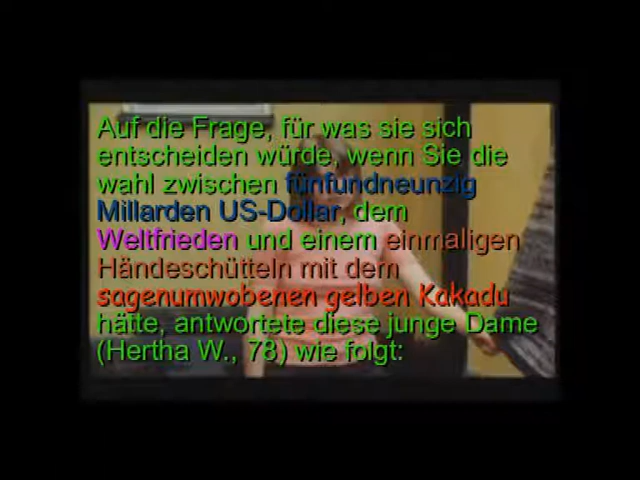 Auf die Frage, für was sie sich
entscheiden würde, wenn Sie die
wahl zwischen fünfundneunzig
Millarden US-Dollar, dem
Weltfrieden und einem einmaligen
Händeschütteln mit dem
sagenumwobenen gelben Kakadu
hätte, antwortete diese junge Dame
(Hertha W., 78) wie folgt: